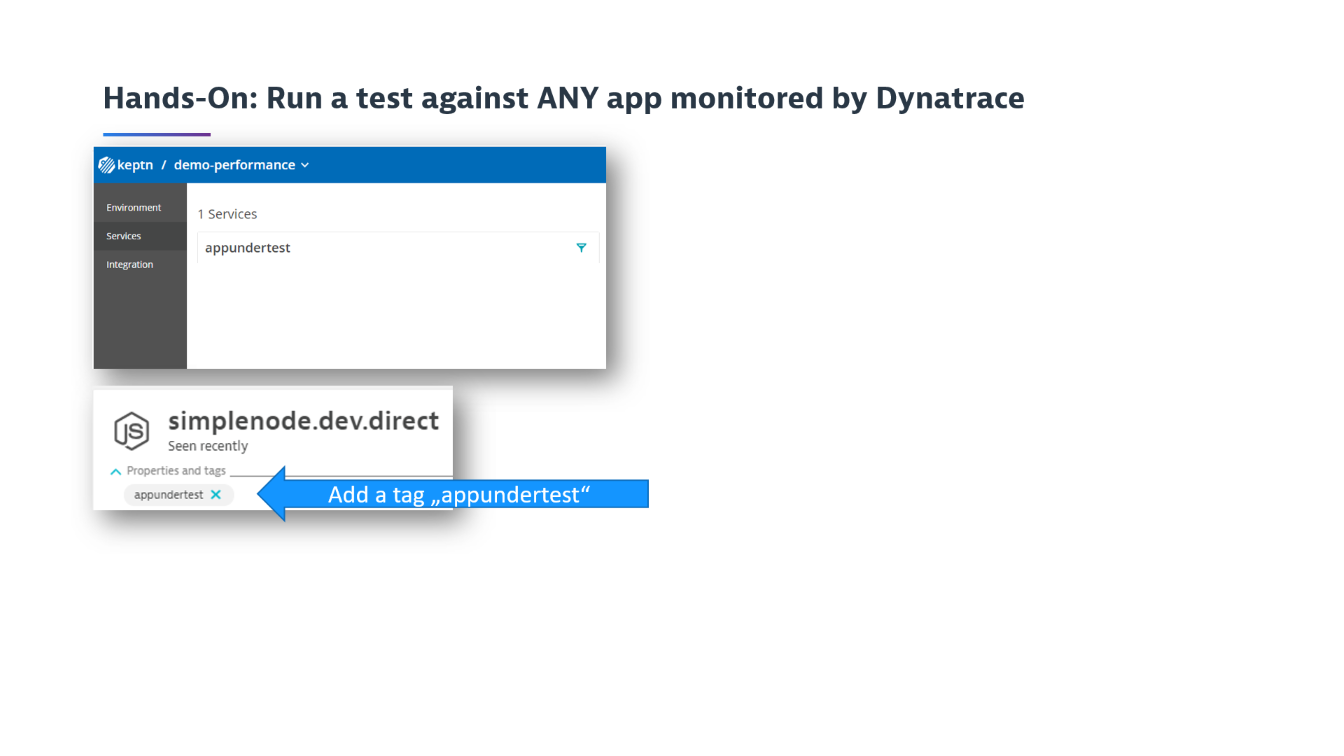 Hands-On: Run a test against ANY app monitored by Dynatrace
keptn / demo-performance
Environment
Services
Integration
1 Services
appundertest
JS
simplenode.dev.direct
Seen recently
Properties and tags
appundertest
Add a tag „appundertest“